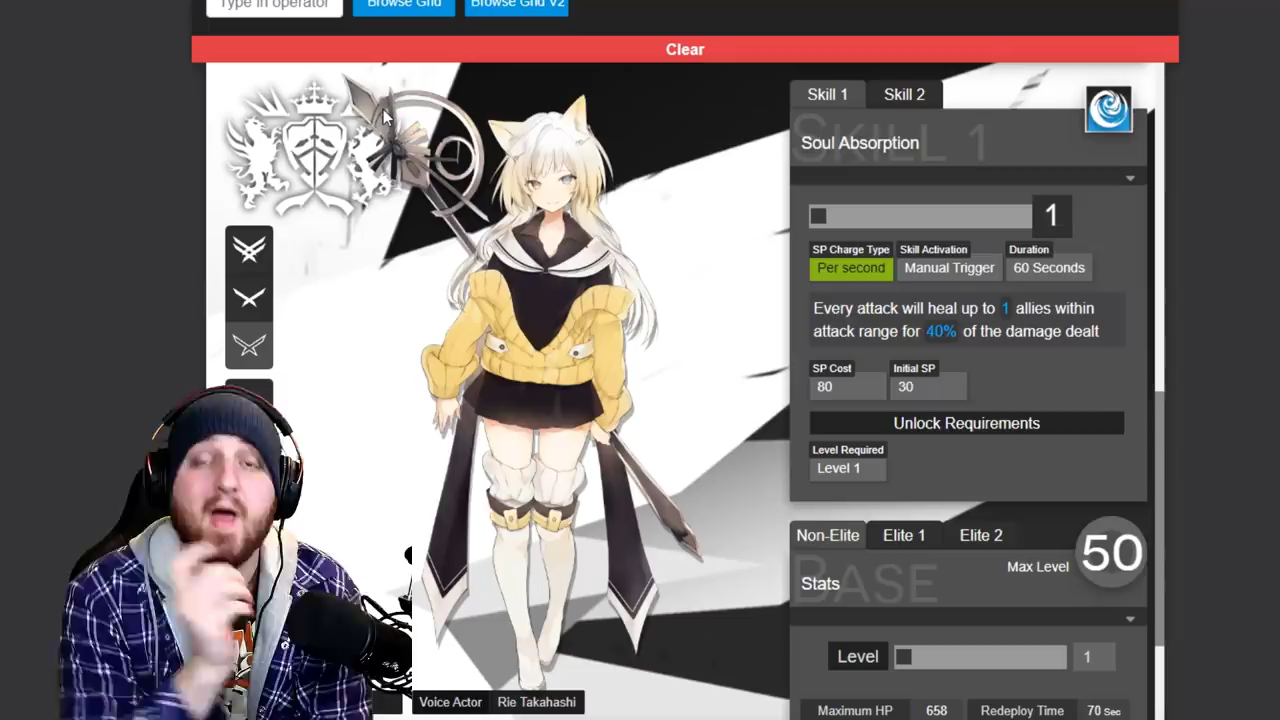 Type in operator
Browse Grid
Browse Grid V2
Clear
Skill 1
Skill 2
SKILL 1
Soul Absorption
1
SP Charge Type
Skill Activation
Duration
Per second
Manual Trigger
60 Seconds
Every attack will heal up to 1 allies within
attack range for 40% of the damage dealt
SP Cost
Initial SP
80
30
Unlock Requirements
Level Required
Level 1
Non-Elite
Elite 1
Elite 2
Max Level
50
BASE
Stats
Level
1
Voice Actor
Rie Takahashi
Maximum HP
658
Redeploy Time
70 Sec